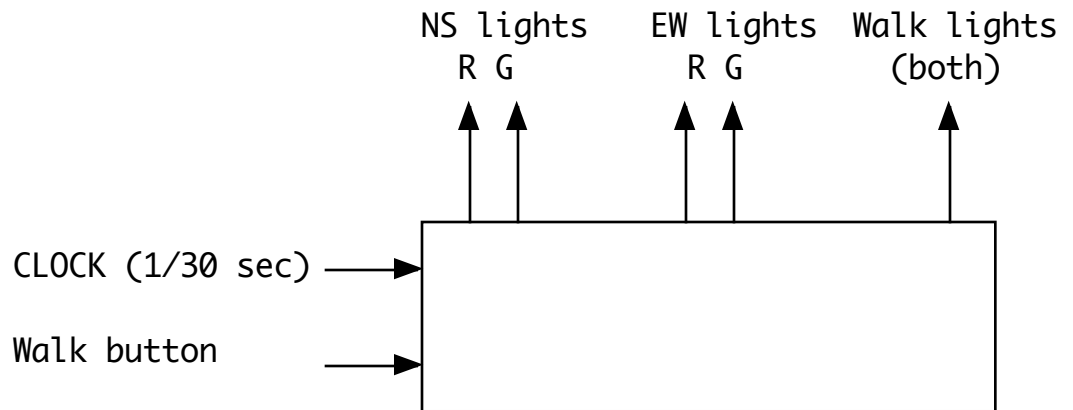 NS lights EW lights Walk lights
R G R G (both)
CLOCK (1/30 sec)
Walk button